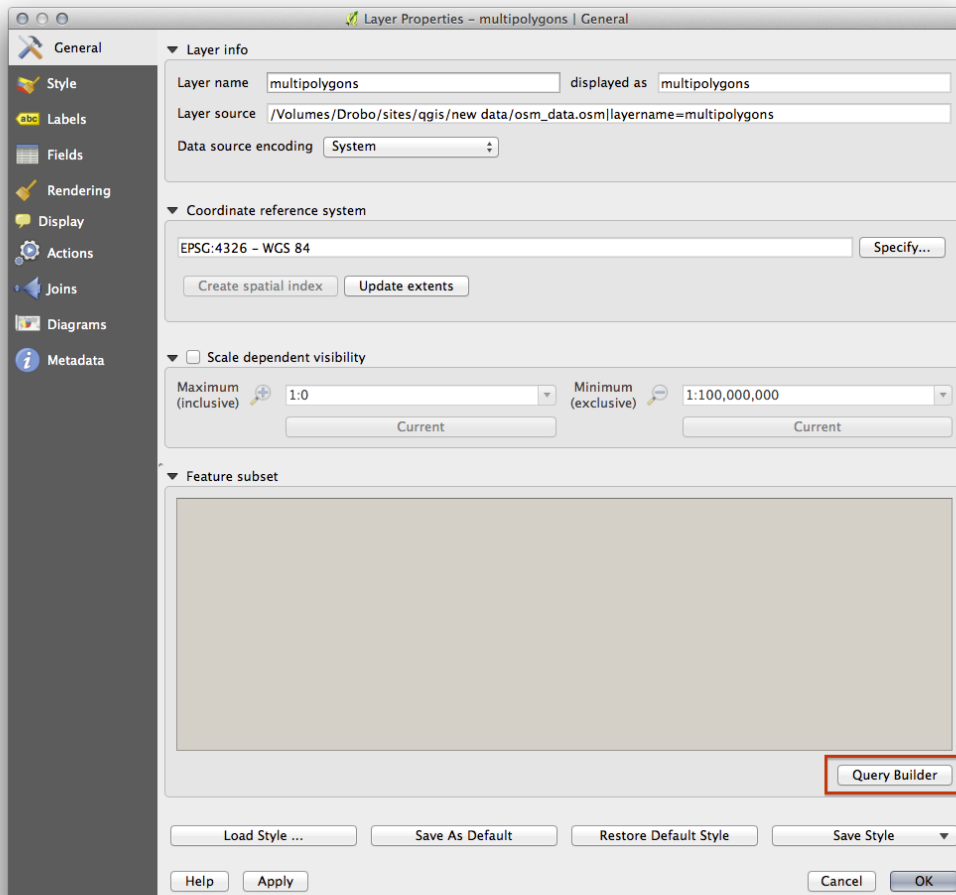 Layer Properties – multipolygons | General
General
Style
abc Labels
Fields
Rendering
Display
Actions
Joins
Diagrams
i Metadata
Layer info
Layer name multipolygons displayed as multipolygons
Layer source /Volumes/Drobo/sites/qgis/new data/osm_data.osm|layername=multipolygons
Data source encoding System
Coordinate reference system
EPSG:4326 – WGS 84 Specify...
Create spatial index Update extents
Scale dependent visibility
Maximum (inclusive) 1:0 Minimum (exclusive) 1:100,000,000
Current Current
Feature subset
Query Builder
Load Style ... Save As Default Restore Default Style Save Style
Help Apply Cancel OK